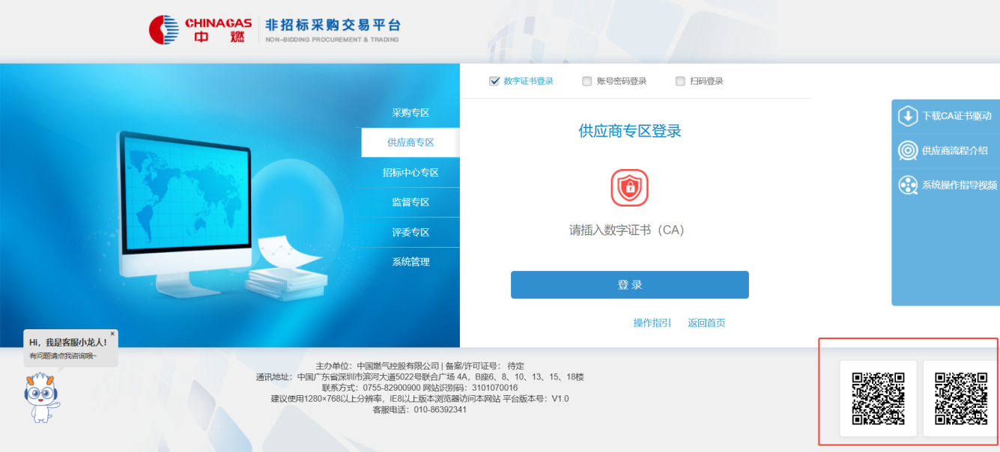 CHINAGAS
中 燃
非招标采购交易平台
NON-BIDDING PROCUREMENT & TRADING
数字证书登录 账号密码登录 扫码登录
采购专区
供应商专区
招标中心专区
监督专区
评委专区
系统管理
供应商专区登录
请插入数字证书（CA）
登 录
操作指引 返回首页
下载CA证书驱动
供应商流程介绍
系统操作指导视频
×
Hi，我是客服小龙人！
有问题请点我咨询哦~
主办单位：中国燃气控股有限公司 | 备案/许可证号： 待定
通讯地址：中国广东省深圳市滨河大道5022号联合广场 4A，B座6、8、10、13、15、18楼
联系方式：0755-82900900 网站识别码：3101070016
建议使用1280×768以上分辨率，IE8以上版本浏览器访问本网站 平台版本号：V1.0
客服电话：010-86392341